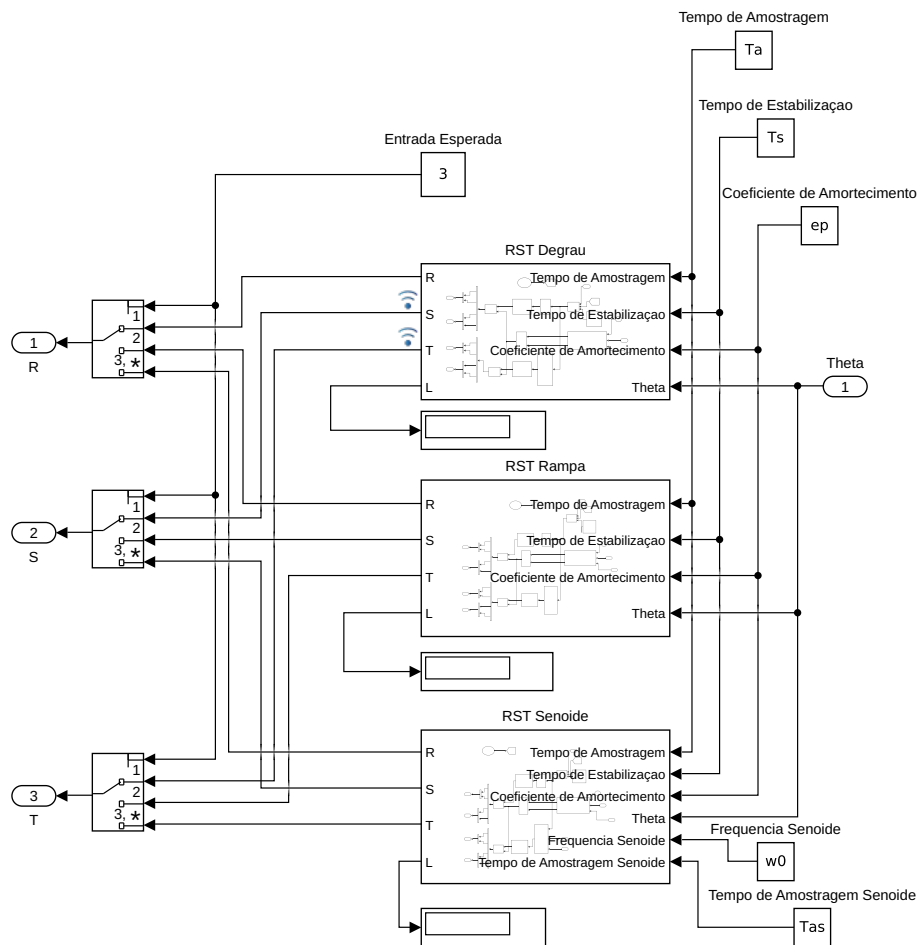 Tempo de Amostragem
Ta
Tempo de Estabilizaçao
Ts
Entrada Esperada
3
Coeficiente de Amortecimento
ep
RST Degrau
R
Tempo de Amostragem
S
Tempo de Estabilizaçao
T
Coeficiente de Amortecimento
L
Theta
Theta
1
1
2
3, *
1
R
RST Rampa
R
Tempo de Amostragem
S
Tempo de Estabilizaçao
T
Coeficiente de Amortecimento
L
Theta
1
2
3, *
2
S
RST Senoide
R
Tempo de Amostragem
Tempo de Estabilizaçao
S
Coeficiente de Amortecimento
Theta
T
Frequencia Senoide
L
Tempo de Amostragem Senoide
1
2
3, *
3
T
Frequencia Senoide
w0
Tempo de Amostragem Senoide
Tas